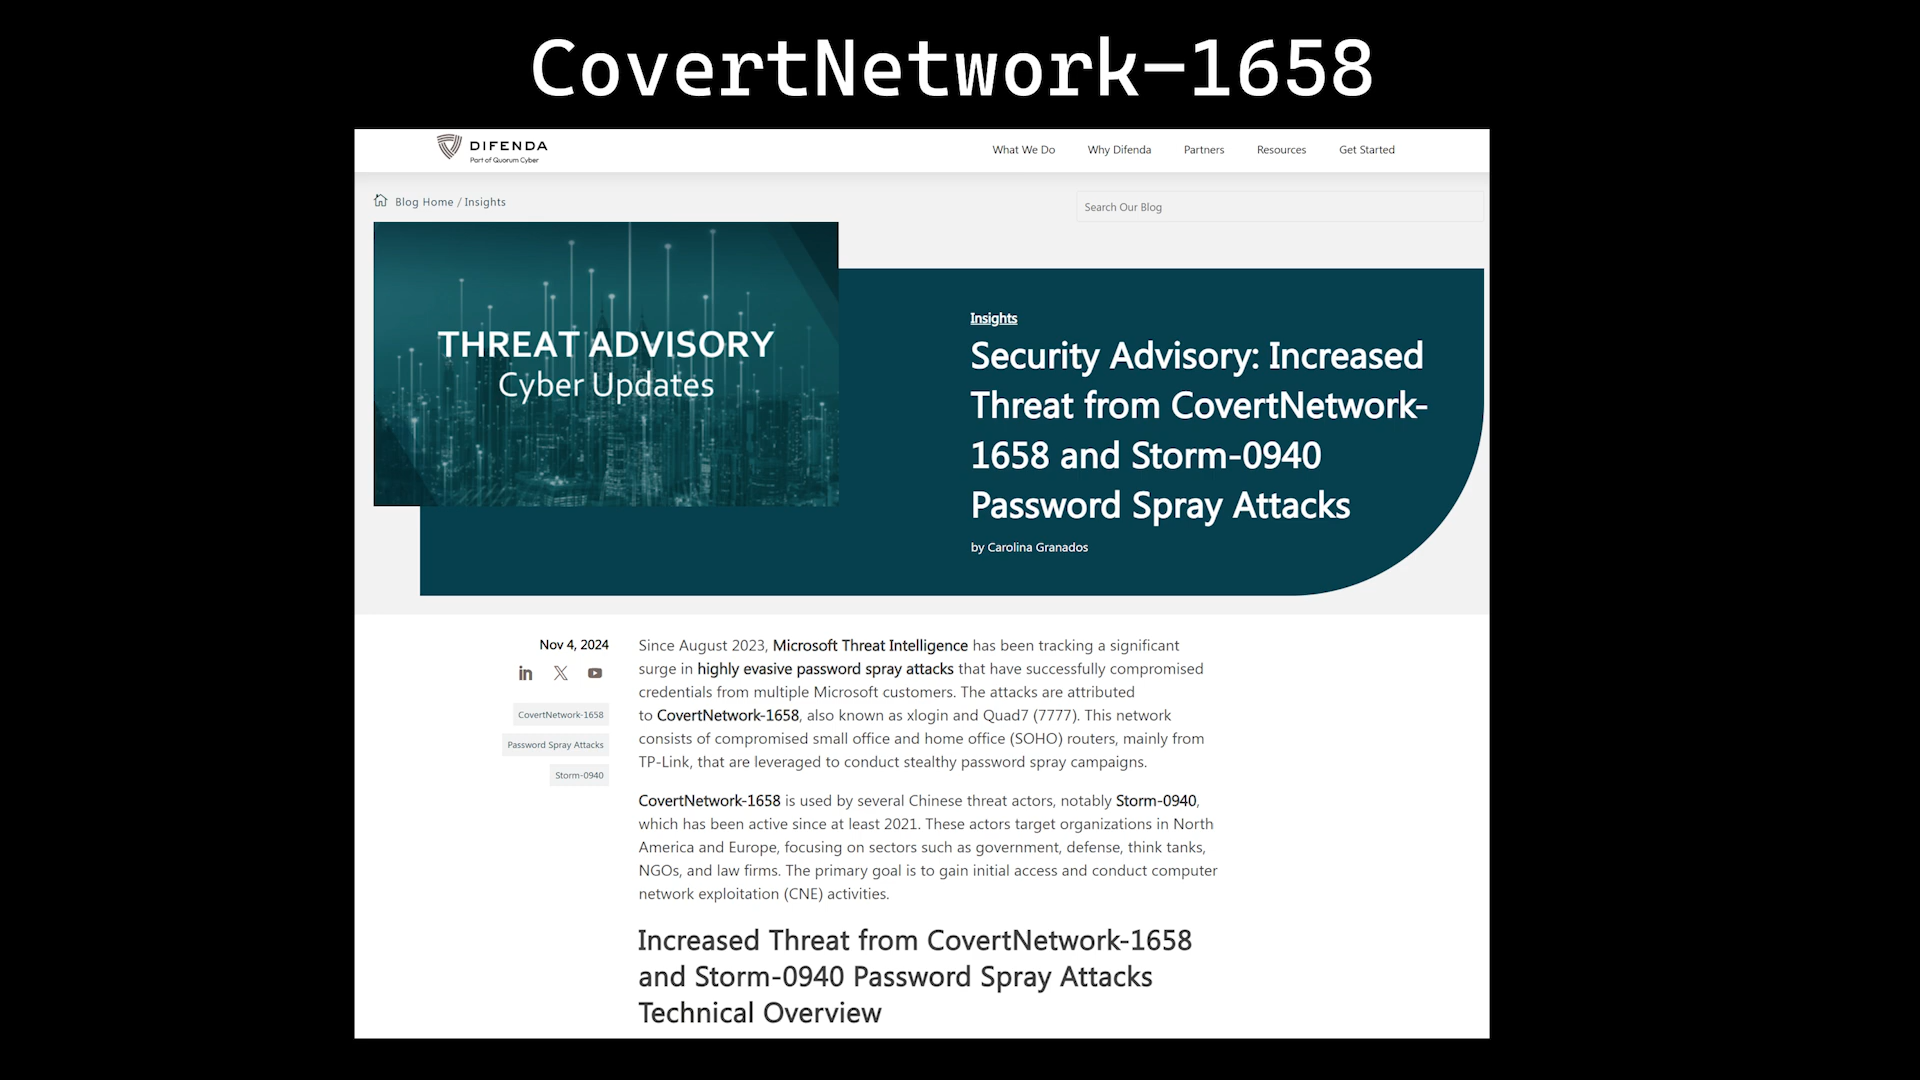 CovertNetwork-1658
DIFENDA
Part of Quorum Cyber
What We Do
Why Difenda
Partners
Resources
Get Started
Blog Home / Insights
Search Our Blog
THREAT ADVISORY
Cyber Updates
Insights
Security Advisory: Increased
Threat from CovertNetwork-
1658 and Storm-0940
Password Spray Attacks
by Carolina Granados
Nov 4, 2024
CovertNetwork-1658
Password Spray Attacks
Storm-0940
Since August 2023, Microsoft Threat Intelligence has been tracking a significant
surge in highly evasive password spray attacks that have successfully compromised
credentials from multiple Microsoft customers. The attacks are attributed
to CovertNetwork-1658, also known as xlogin and Quad7 (7777). This network
consists of compromised small office and home office (SOHO) routers, mainly from
TP-Link, that are leveraged to conduct stealthy password spray campaigns.
CovertNetwork-1658 is used by several Chinese threat actors, notably Storm-0940,
which has been active since at least 2021. These actors target organizations in North
America and Europe, focusing on sectors such as government, defense, think tanks,
NGOs, and law firms. The primary goal is to gain initial access and conduct computer
network exploitation (CNE) activities.
Increased Threat from CovertNetwork-1658
and Storm-0940 Password Spray Attacks
Technical Overview